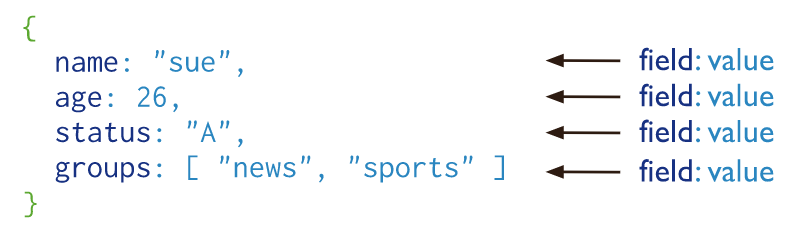 {
name: "sue", field: value
age: 26, field: value
status: "A", field: value
groups: [ "news", "sports" ] field: value
}